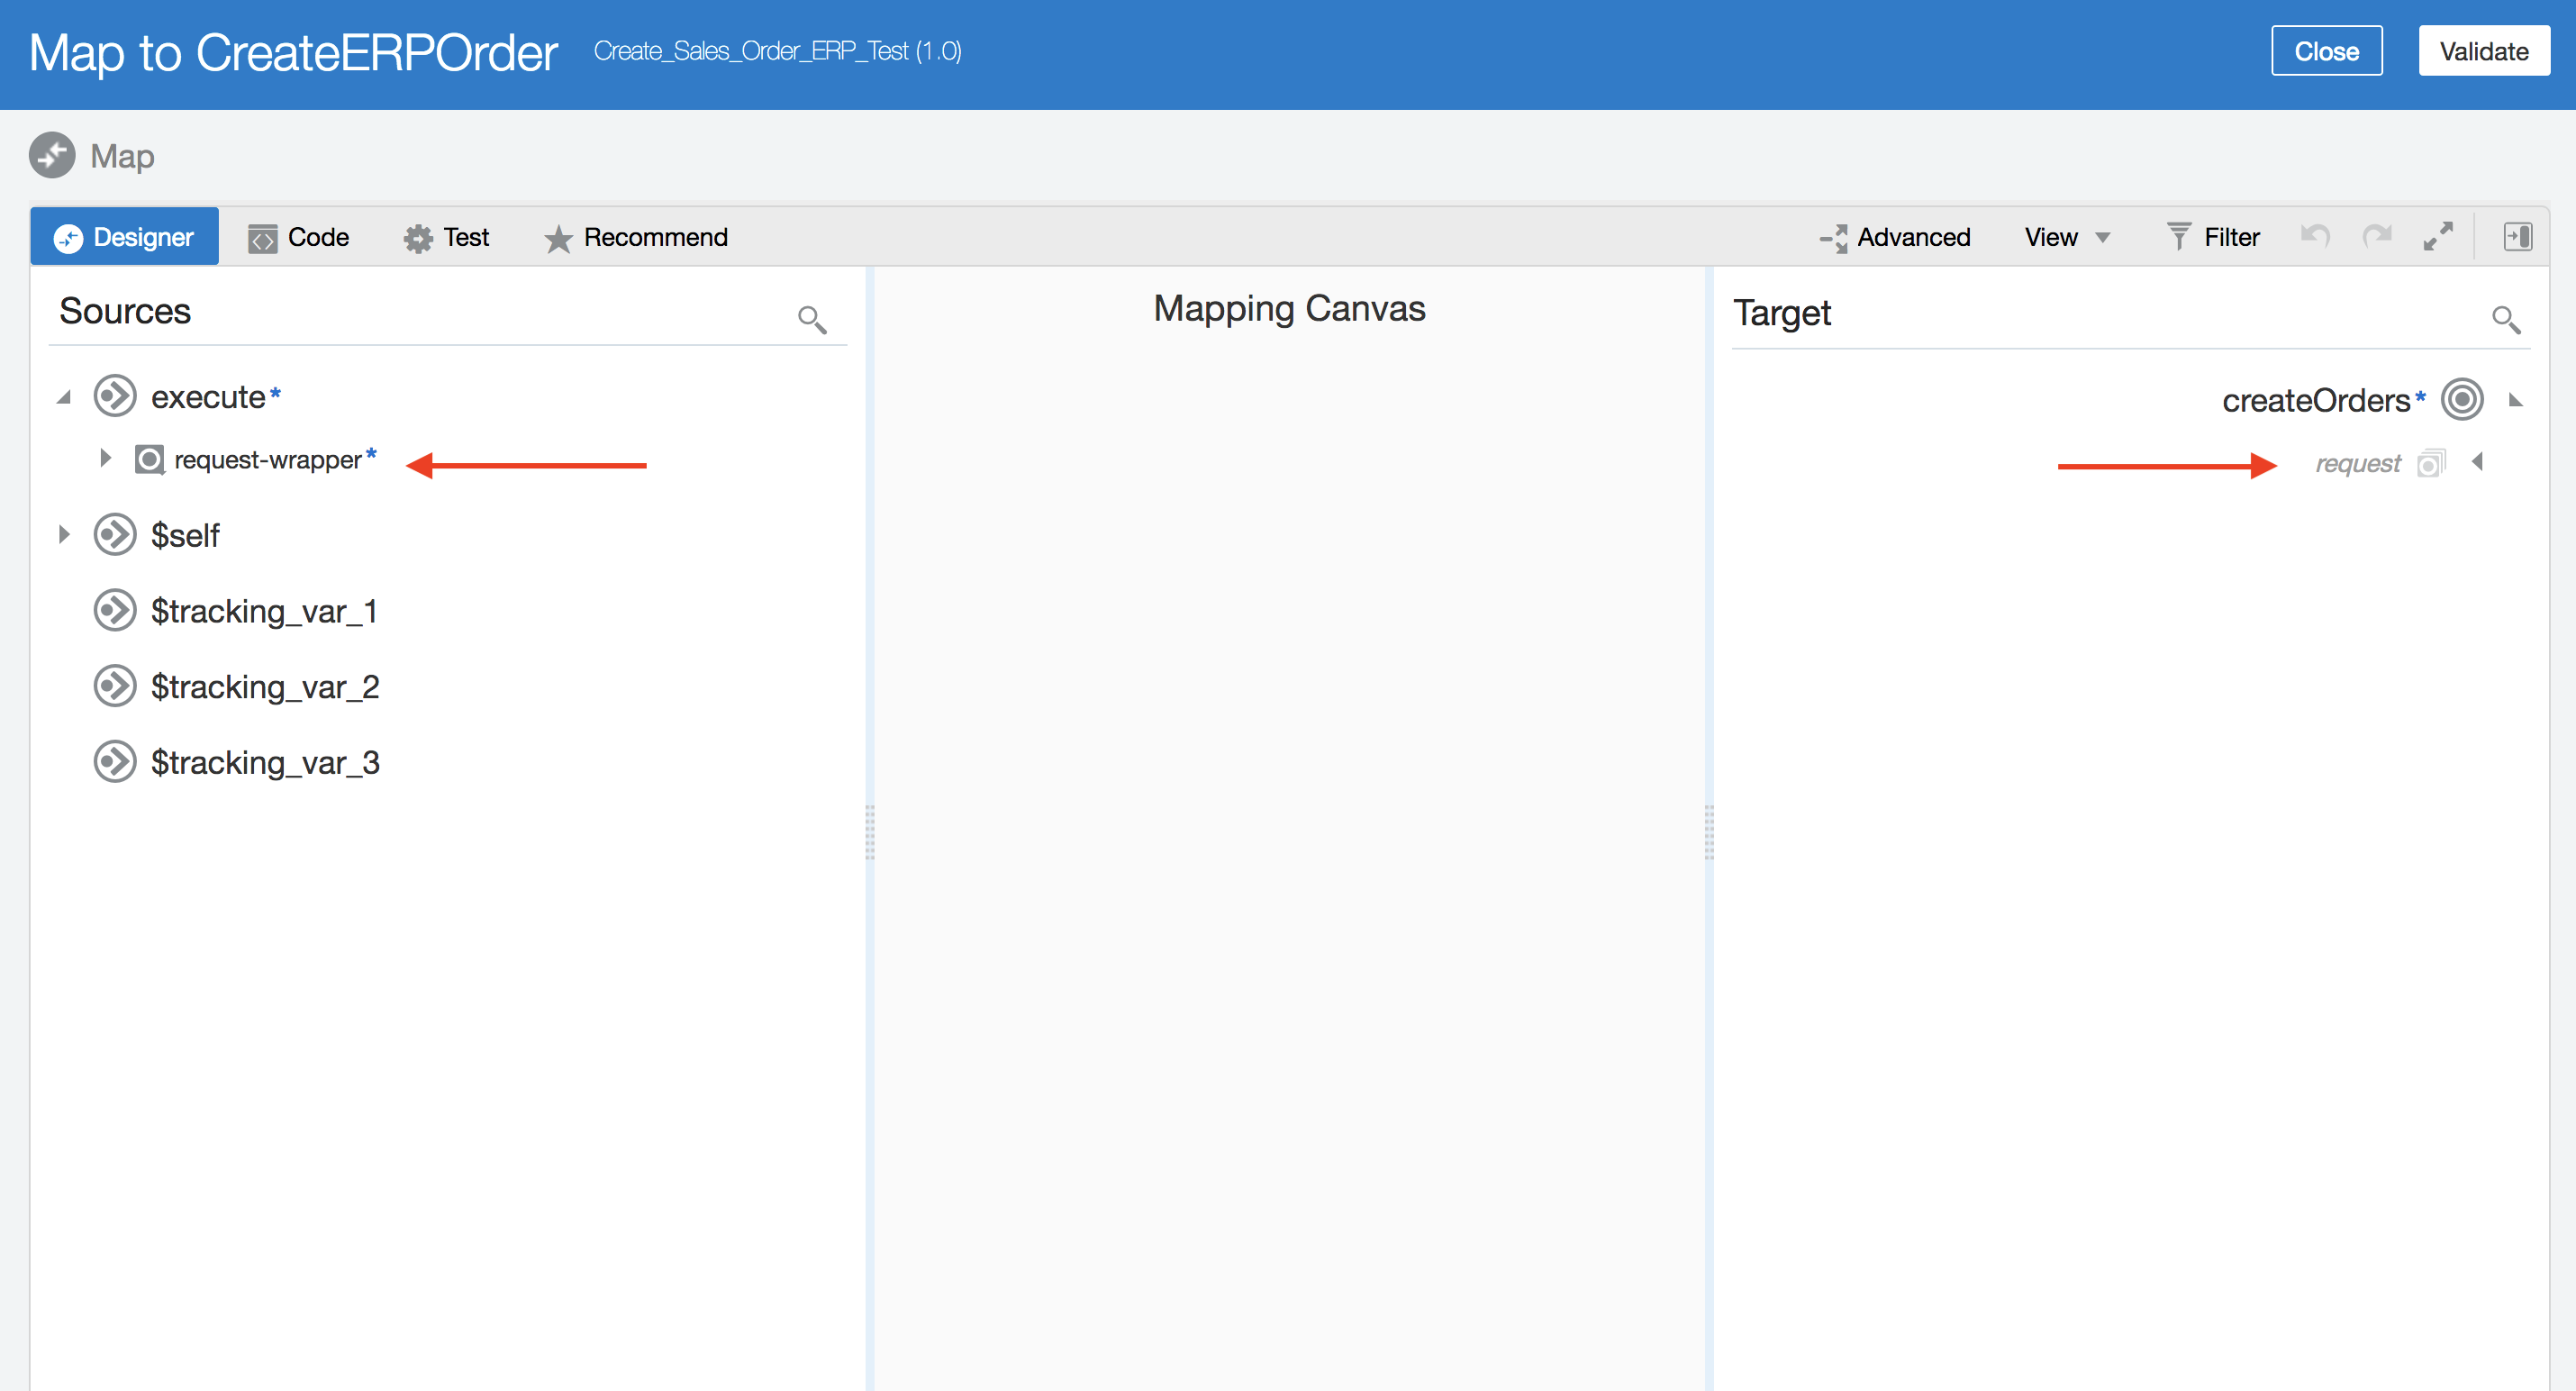 Map to CreateERPOrder Create_Sales_Order_ERP_Test (1.0) Close Validate
Map
Designer Code Test Recommend Advanced View Filter
Sources Mapping Canvas Target
execute* createOrders*
request-wrapper* request
$self
$tracking_var_1
$tracking_var_2
$tracking_var_3